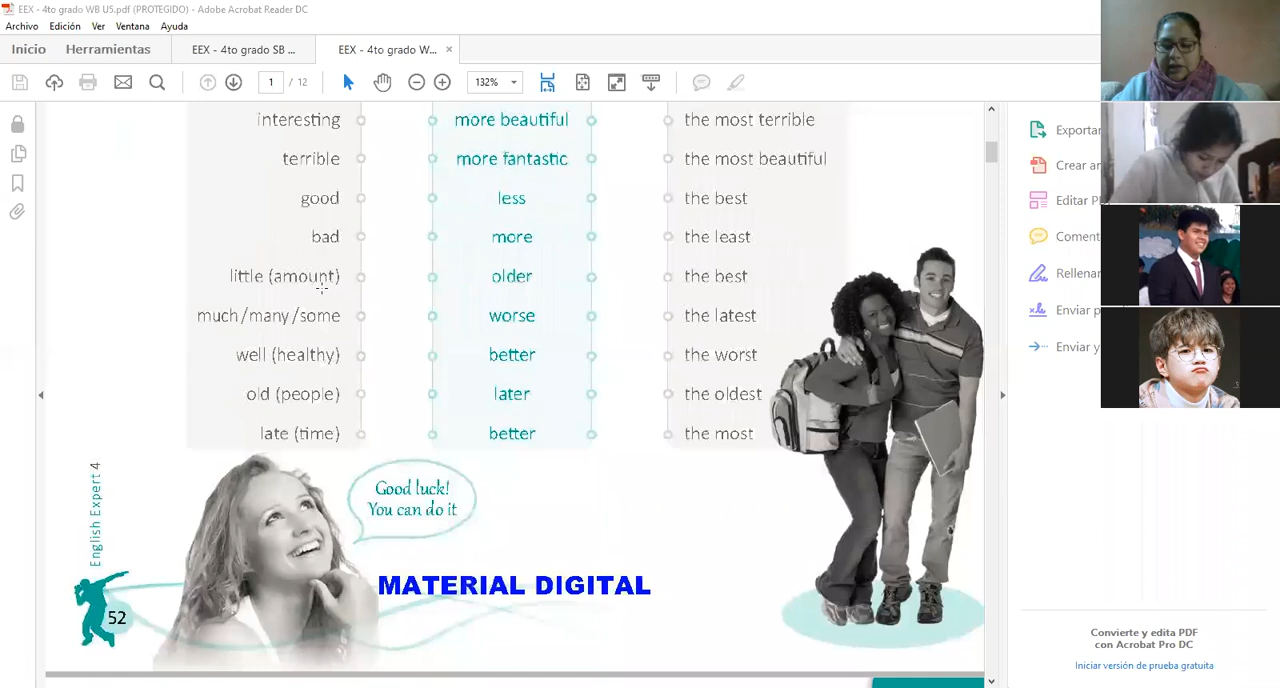 EEX - 4to grado WB U5.pdf (PROTEGIDO) - Adobe Acrobat Reader DC
Archivo Edición Ver Ventana Ayuda
Inicio Herramientas EEX - 4to grado SB ... EEX - 4to grado W... ×
1 / 12 132%
interesting more beautiful the most terrible
terrible more fantastic the most beautiful
good less the best
bad more the least
little (amount) older the best
much/many/some worse the latest
well (healthy) better the worst
old (people) later the oldest
late (time) better the most
Good luck!
You can do it
English Expert 4
MATERIAL DIGITAL
52
Exportar
Crear ar
Editar P
Coment
Rellenar
Enviar p
Enviar y
Convierte y edita PDF
con Acrobat Pro DC
Iniciar versión de prueba gratuita